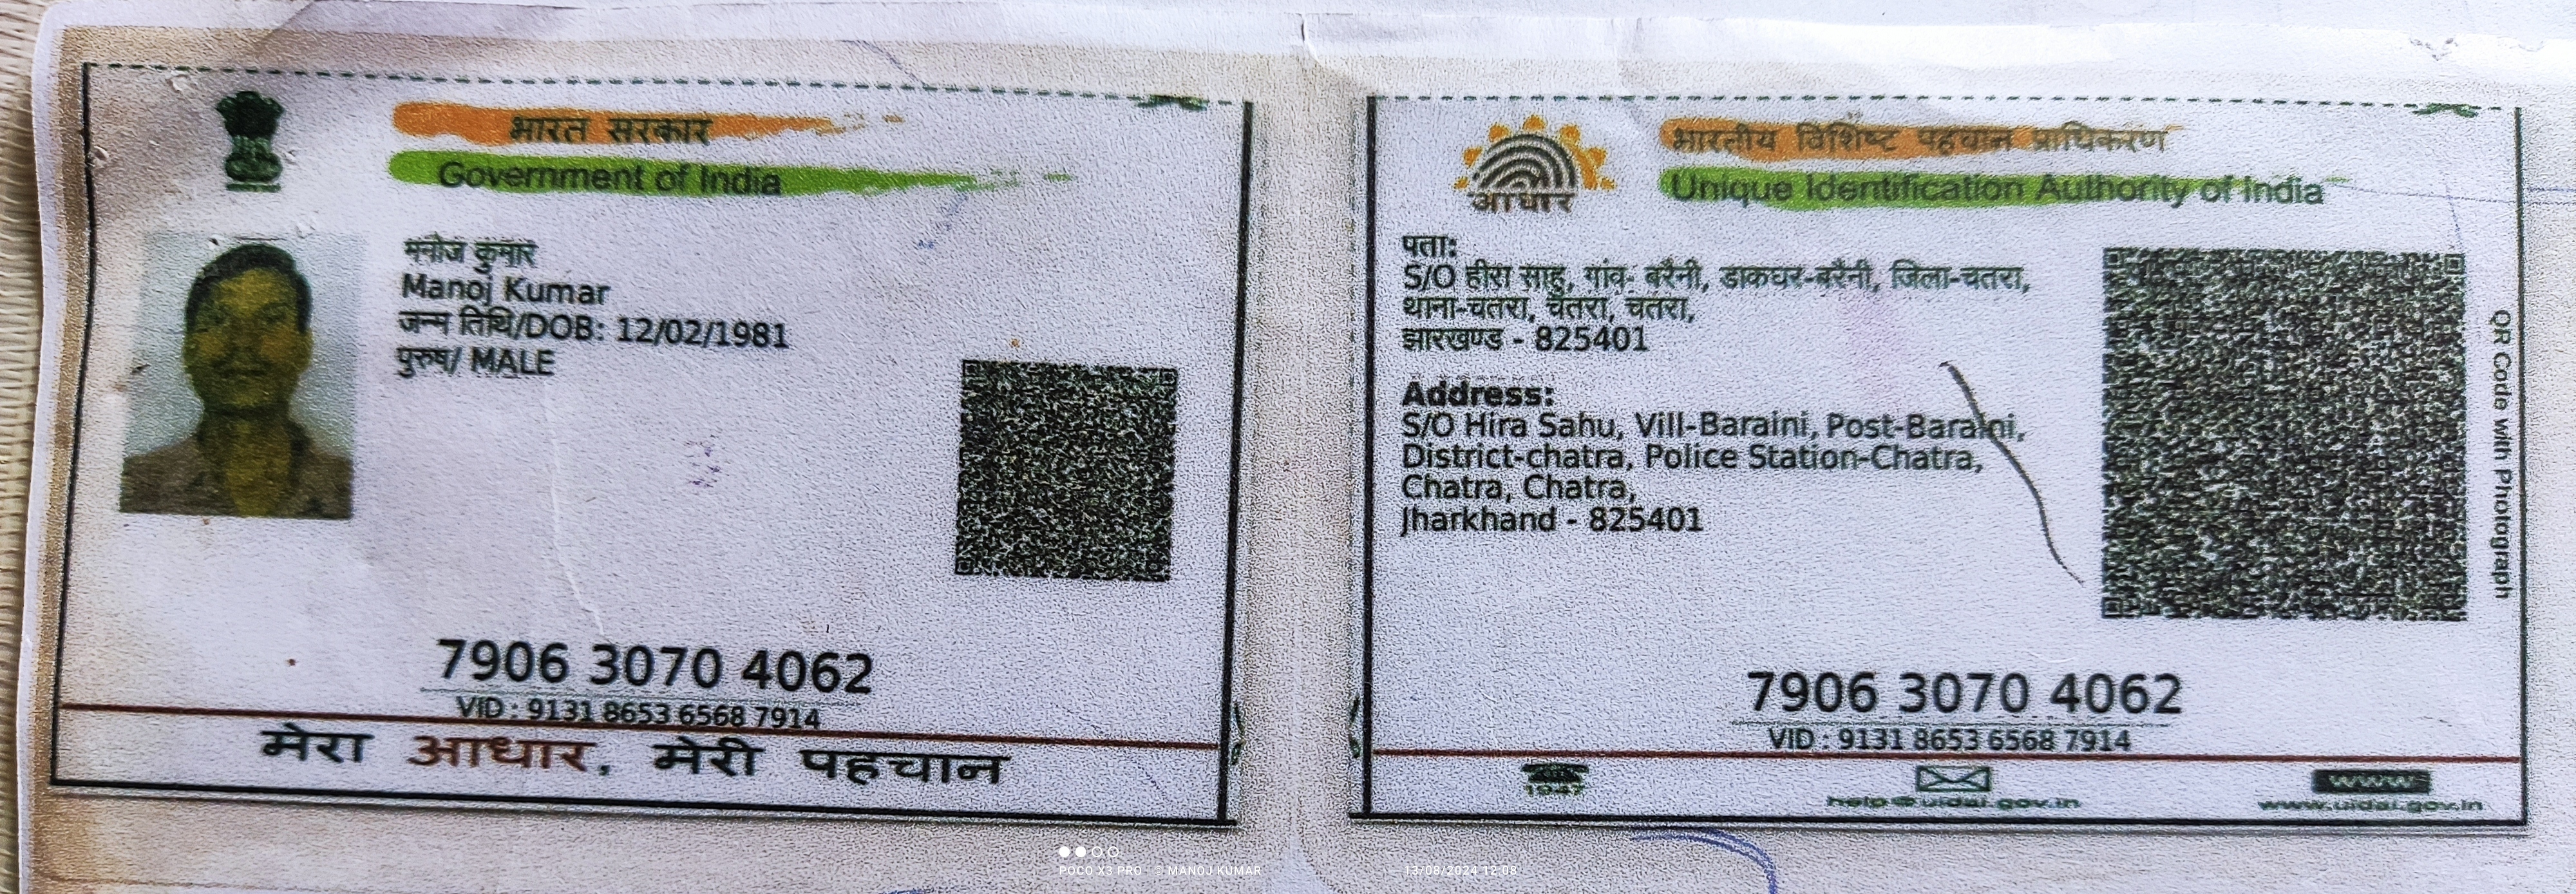 भारत सरकार
Government of India
मनोज कुमार
Manoj Kumar
जन्म तिथि/DOB: 12/02/1981
पुरुष/ MALE
7906 3070 4062
VID : 9131 8653 6568 7914
मेरा आधार, मेरी पहचान
भारतीय विशिष्ट पहचान प्राधिकरण
Unique Identification Authority of India
आधार
पता:
S/O हीरा साहु, गांव- बरैनी, डाकघर-बरैनी, जिला-चतरा,
थाना-चतरा, चतरा, चतरा,
झारखण्ड - 825401
Address:
S/O Hira Sahu, Vill-Baraini, Post-Baraini,
District-chatra, Police Station-Chatra,
Chatra, Chatra,
Jharkhand - 825401
QR Code with Photograph
7906 3070 4062
VID : 9131 8653 6568 7914
1947
help@uidai.gov.in
www
www.uidai.gov.in
POCO X3 PRO | © MANOJ KUMAR
13/08/2024 12:08